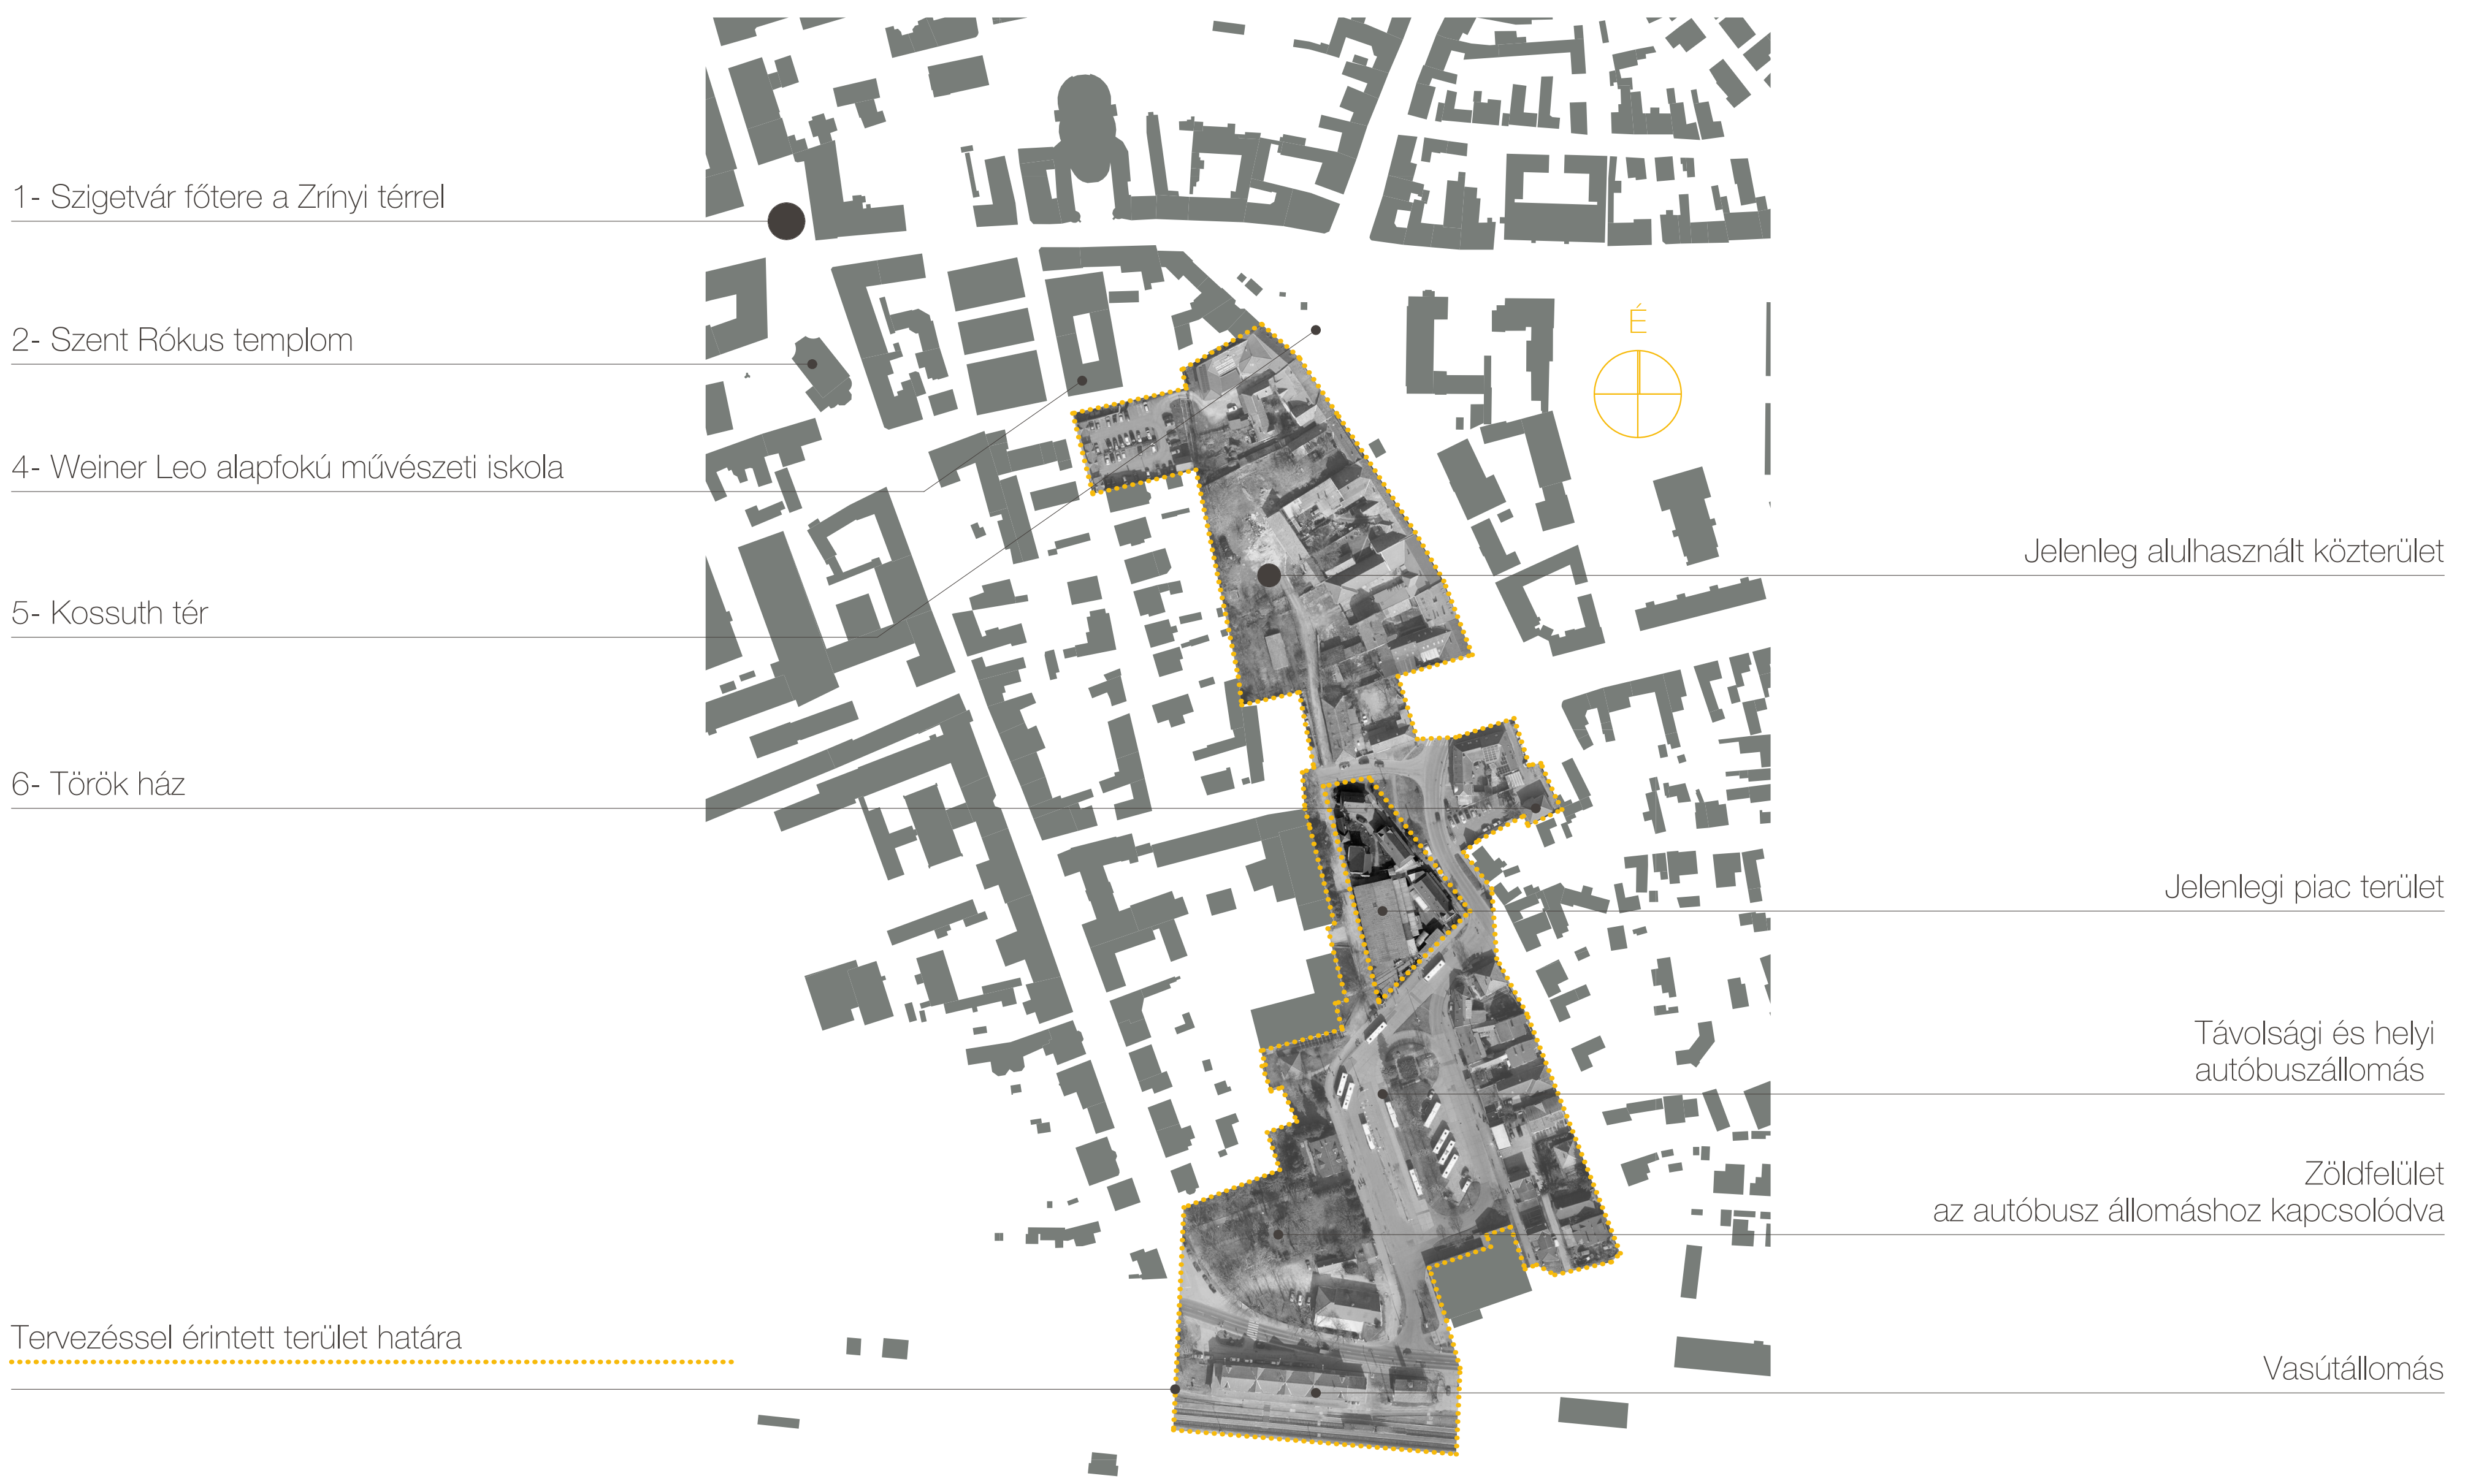 1- Szigetvár főtere a Zrínyi térrel
2- Szent Rókus templom
4- Weiner Leo alapfokú művészeti iskola
5- Kossuth tér
6- Török ház
Tervezéssel érintett terület határa
É
Jelenleg alulhasznált közterület
Jelenlegi piac terület
Távolsági és helyi
autóbuszállomás
Zöldfelület
az autóbusz állomáshoz kapcsolódva
Vasútállomás